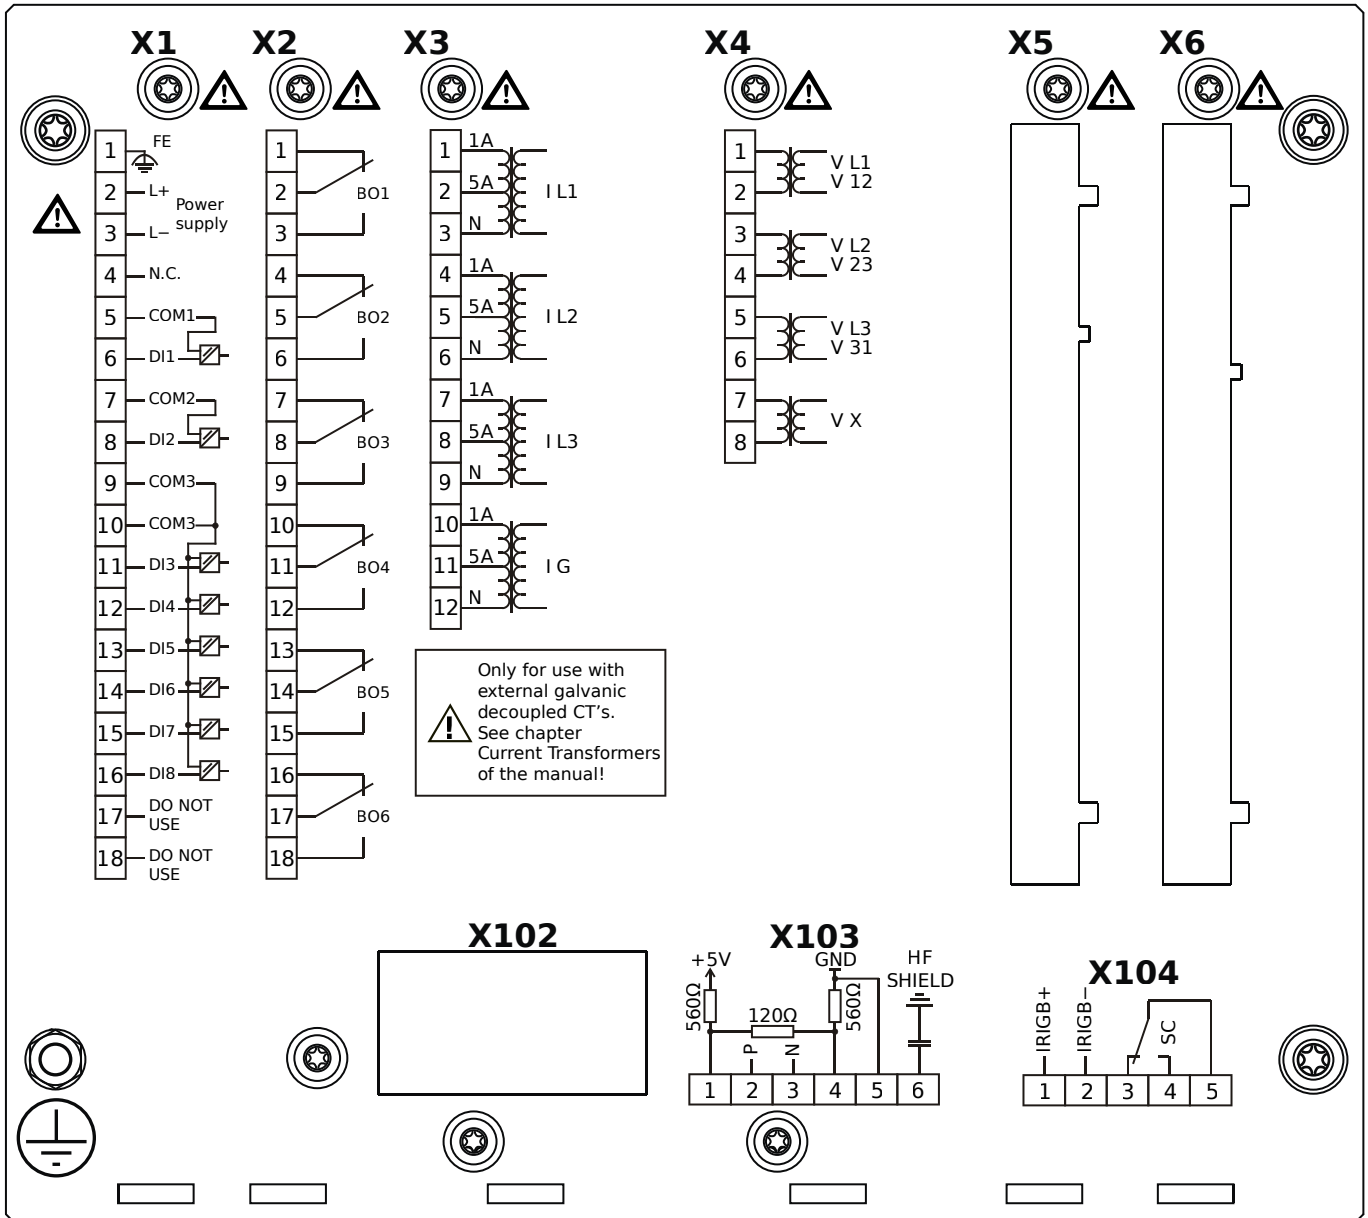 X1
X2
X3
X4
X5
X6
1 FE
2 L+
Power
supply
3 L−
4 N.C.
5 COM1
6 DI1
7 COM2
8 DI2
9 COM3
10 COM3
11 DI3
12 DI4
13 DI5
14 DI6
15 DI7
16 DI8
17 DO NOT
USE
18 DO NOT
USE
1
2 BO1
3
4
5 BO2
6
7
8 BO3
9
10
11 BO4
12
13
14 BO5
15
16
17 BO6
18
1 1A
2 5A I L1
3 N
4 1A
5 5A I L2
6 N
7 1A
8 5A I L3
9 N
10 1A
11 5A I G
12 N
Only for use with
external galvanic
decoupled CT's.
See chapter
Current Transformers
of the manual!
1 V L1
2 V 12
3 V L2
4 V 23
5 V L3
6 V 31
7 V X
8
X102
X103
+5V
GND
HF
SHIELD
560Ω
120Ω
560Ω
P
N
1 2 3 4 5 6
X104
IRIGB+
IRIGB−
SC
1 2 3 4 5